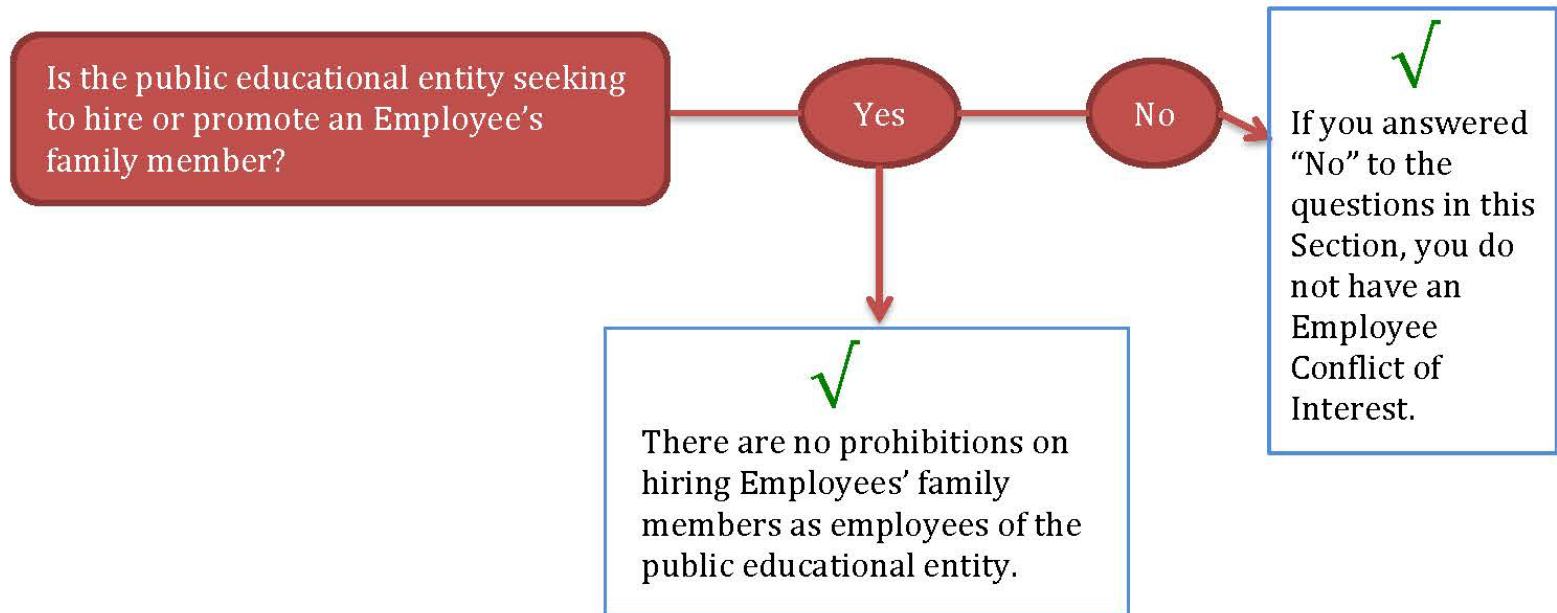 Is the public educational entity seeking
to hire or promote an Employee’s
family member?
Yes
No
√
If you answered
“No” to the
questions in this
Section, you do
not have an
Employee
Conflict of
Interest.
√
There are no prohibitions on
hiring Employees’ family
members as employees of the
public educational entity.